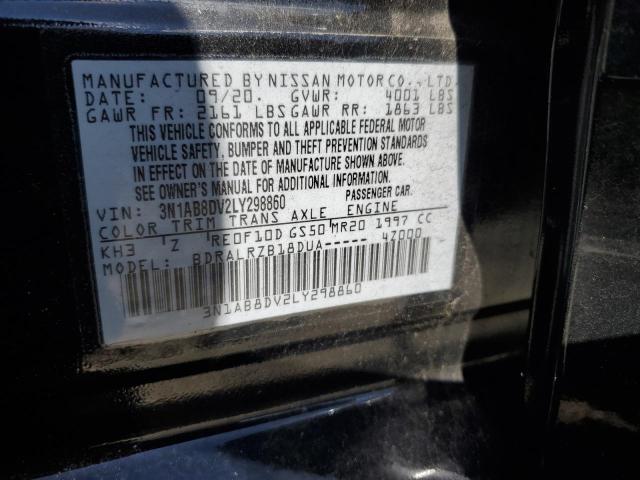 MANUFACTURED BY NISSAN MOTOR CO., LTD.
DATE: 09/20. GVWR: 4001 LBS
GAWR FR: 2161 LBS GAWR RR: 1863 LBS
THIS VEHICLE CONFORMS TO ALL APPLICABLE FEDERAL MOTOR
VEHICLE SAFETY, BUMPER AND THEFT PREVENTION STANDARDS
IN EFFECT ON THE DATE OF MANUFACTURE SHOWN ABOVE.
SEE OWNER'S MANUAL FOR ADDITIONAL INFORMATION.
VIN: 3N1AB8DV2LY298860 PASSENGER CAR.
COLOR TRIM TRANS AXLE ENGINE
KH3 Z RE0F10D GS50 MR20 1997 CC
MODEL: BDRALRZB18DUA----- 47000
3N1AB8DV2LY298860